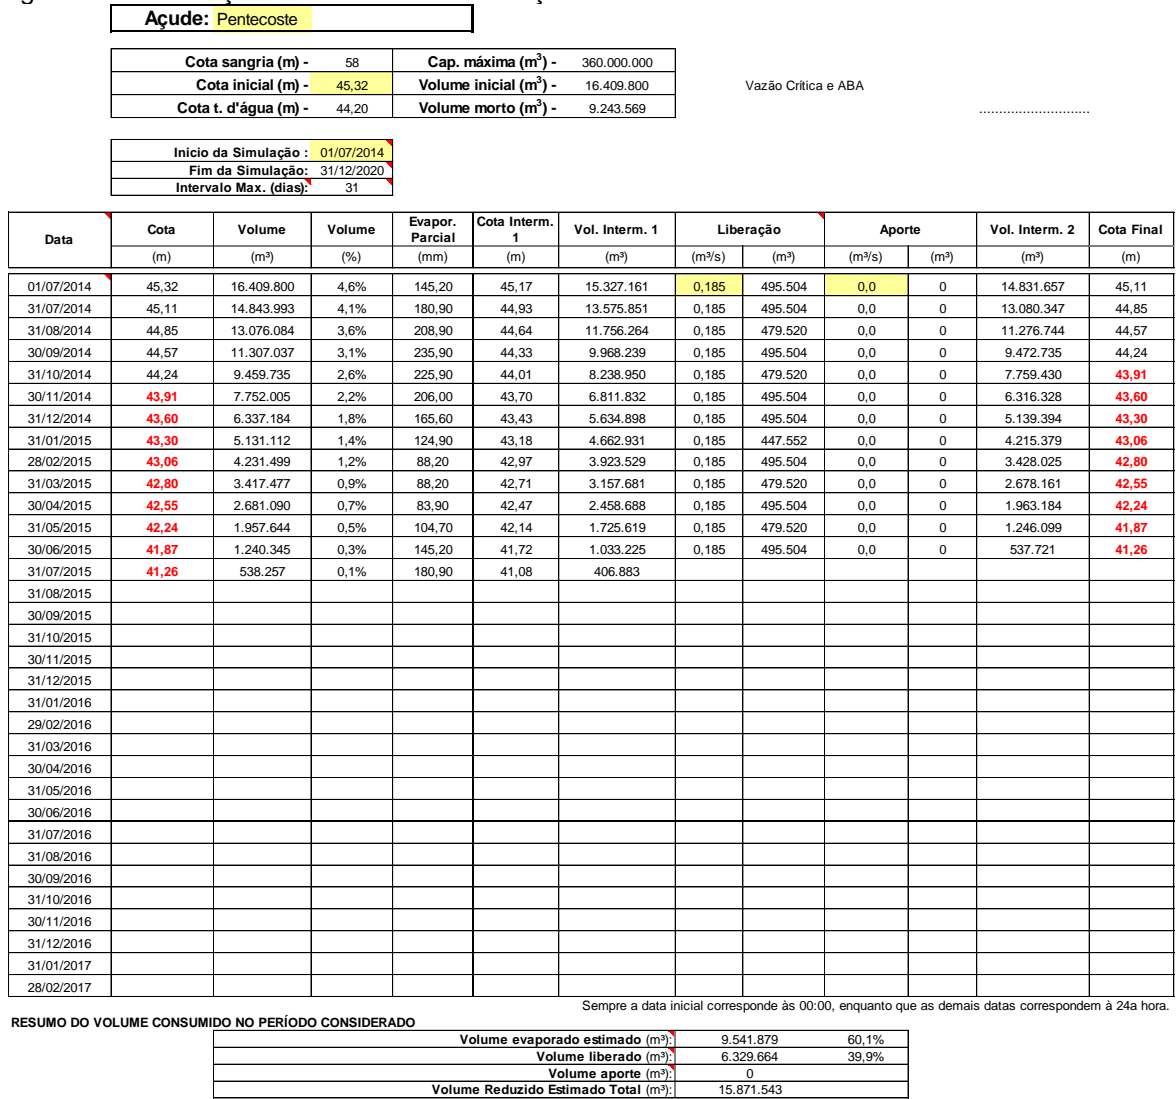 Açude: Pentecoste
Cota sangria (m) - 58 Cap. máxima (m³) - 360.000.000
Cota inicial (m) - 45,32 Volume inicial (m³) - 16.409.800 Vazão Crítica e ABA
Cota t. d'água (m) - 44,20 Volume morto (m³) - 9.243.569 ............................
Inicio da Simulação : 01/07/2014
Fim da Simulação: 31/12/2020
Intervalo Max. (dias): 31
Data Cota Volume Volume Evapor. Parcial Cota Interm. 1 Vol. Interm. 1 Liberação Aporte Vol. Interm. 2 Cota Final
(m) (m³) (%) (mm) (m) (m³) (m³/s) (m³) (m³/s) (m³) (m³) (m)
01/07/2014 45,32 16.409.800 4,6% 145,20 45,17 15.327.161 0,185 495.504 0,0 0 14.831.657 45,11
31/07/2014 45,11 14.843.993 4,1% 180,90 44,93 13.575.851 0,185 495.504 0,0 0 13.080.347 44,85
31/08/2014 44,85 13.076.084 3,6% 208,90 44,64 11.756.264 0,185 479.520 0,0 0 11.276.744 44,57
30/09/2014 44,57 11.307.037 3,1% 235,90 44,33 9.968.239 0,185 495.504 0,0 0 9.472.735 44,24
31/10/2014 44,24 9.459.735 2,6% 225,90 44,01 8.238.950 0,185 479.520 0,0 0 7.759.430 43,91
30/11/2014 43,91 7.752.005 2,2% 206,00 43,70 6.811.832 0,185 495.504 0,0 0 6.316.328 43,60
31/12/2014 43,60 6.337.184 1,8% 165,60 43,43 5.634.898 0,185 495.504 0,0 0 5.139.394 43,30
31/01/2015 43,30 5.131.112 1,4% 124,90 43,18 4.662.931 0,185 447.552 0,0 0 4.215.379 43,06
28/02/2015 43,06 4.231.499 1,2% 88,20 42,97 3.923.529 0,185 495.504 0,0 0 3.428.025 42,80
31/03/2015 42,80 3.417.477 0,9% 88,20 42,71 3.157.681 0,185 479.520 0,0 0 2.678.161 42,55
30/04/2015 42,55 2.681.090 0,7% 83,90 42,47 2.458.688 0,185 495.504 0,0 0 1.963.184 42,24
31/05/2015 42,24 1.957.644 0,5% 104,70 42,14 1.725.619 0,185 479.520 0,0 0 1.246.099 41,87
30/06/2015 41,87 1.240.345 0,3% 145,20 41,72 1.033.225 0,185 495.504 0,0 0 537.721 41,26
31/07/2015 41,26 538.257 0,1% 180,90 41,08 406.883
31/08/2015
30/09/2015
31/10/2015
30/11/2015
31/12/2015
31/01/2016
29/02/2016
31/03/2016
30/04/2016
31/05/2016
30/06/2016
31/07/2016
31/08/2016
30/09/2016
31/10/2016
30/11/2016
31/12/2016
31/01/2017
28/02/2017
Sempre a data inicial corresponde às 00:00, enquanto que as demais datas correspondem à 24a hora.
RESUMO DO VOLUME CONSUMIDO NO PERÍODO CONSIDERADO
Volume evaporado estimado (m³): 9.541.879 60,1%
Volume liberado (m³): 6.329.664 39,9%
Volume aporte (m³): 0
Volume Reduzido Estimado Total (m³): 15.871.543